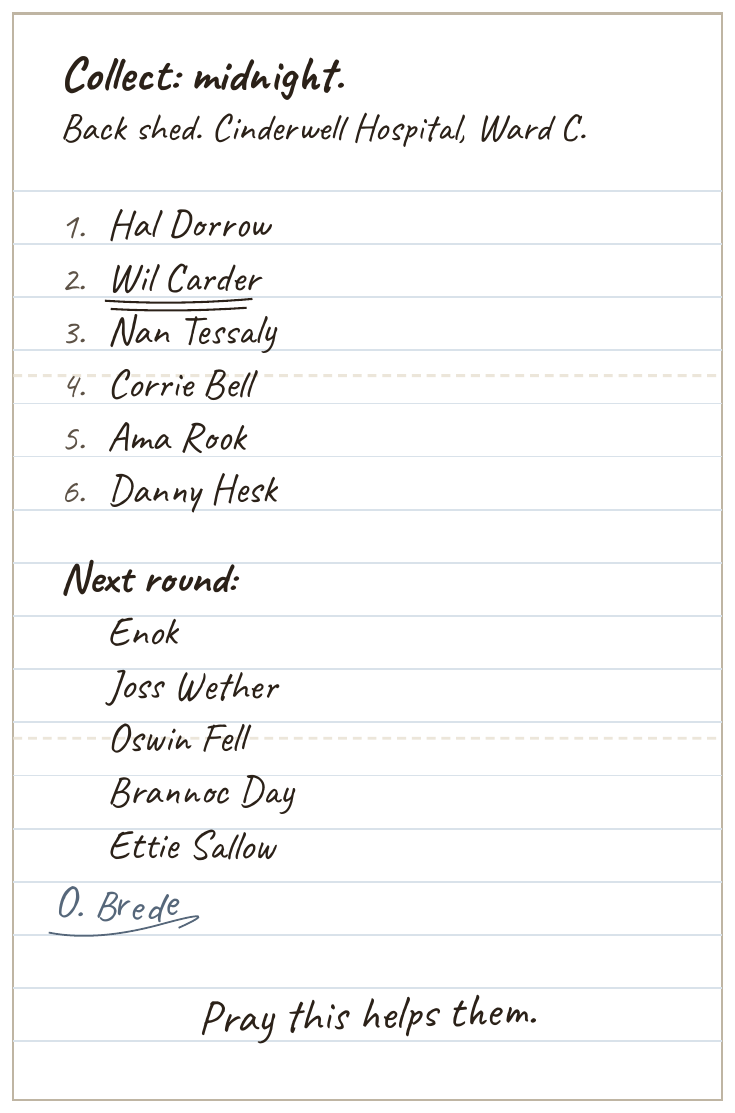 Collect: midnight.
Back shed. Cinderwell Hospital, Ward C.
1. Hal Dorrow
2. Wil Carder
3. Nan Tessaly
4. Corrie Bell
5. Ama Rook
6. Danny Hesk
Next round:
Enok
Joss Wether
Oswin Fell
Brannoc Day
Ettie Sallow
O. Brede
Pray this helps them.